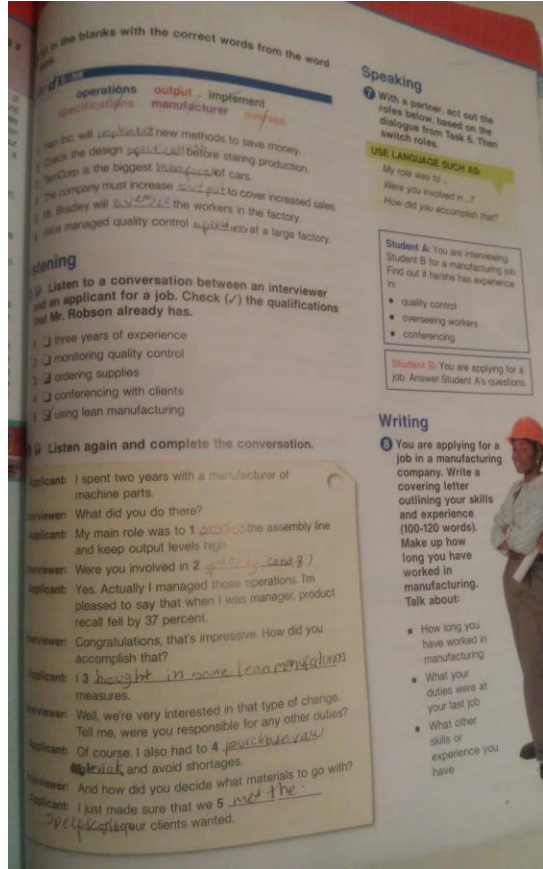 in the blanks with the correct words from the word
operations output implement
specifications manufacturer oversee
Inc. will implement new methods to save money.
Check the design before staring production.
TamCorp is the biggest of cars.
The company must increase output to cover increased sales.
Mr. Bradley will oversee the workers in the factory.
Alice managed quality control operations at a large factory.
stening
Listen to a conversation between an interviewer
and an applicant for a job. Check (✓) the qualifications
that Mr. Robson already has.
1 three years of experience
2 monitoring quality control
3 ordering supplies
4 conferencing with clients
5 using lean manufacturing
Listen again and complete the conversation.
Applicant: I spent two years with a manufacturer of
machine parts.
Interviewer: What did you do there?
Applicant: My main role was to 1 oversee the assembly line
and keep output levels high.
Interviewer: Were you involved in 2 quality control ?
Applicant: Yes. Actually I managed those operations. I'm
pleased to say that when I was manager, product
recall fell by 37 percent.
Interviewer: Congratulations, that's impressive. How did you
accomplish that?
Applicant: I 3 brought in some lean manufacturing
measures.
Interviewer: Well, we're very interested in that type of change.
Tell me, were you responsible for any other duties?
Applicant: Of course. I also had to 4 purchase raw
materials and avoid shortages.
Interviewer: And how did you decide what materials to go with?
Applicant: I just made sure that we 5 met the
our clients wanted.
Speaking
7 With a partner, act out the
roles below, based on the
dialogue from Task 6. Then
switch roles.
USE LANGUAGE SUCH AS:
My role was to ...
Were you involved in ...?
How did you accomplish that?
Student A: You are interviewing
Student B for a manufacturing job.
Find out if he/she has experience
in:
• quality control
• overseeing workers
• conferencing
Student B: You are applying for a
job. Answer Student A's questions.
Writing
8 You are applying for a
job in a manufacturing
company. Write a
covering letter
outlining your skills
and experience
(100-120 words).
Make up how
long you have
worked in
manufacturing.
Talk about:
• How long you
have worked in
manufacturing
• What your
duties were at
your last job
• What other
skills or
experience you
have